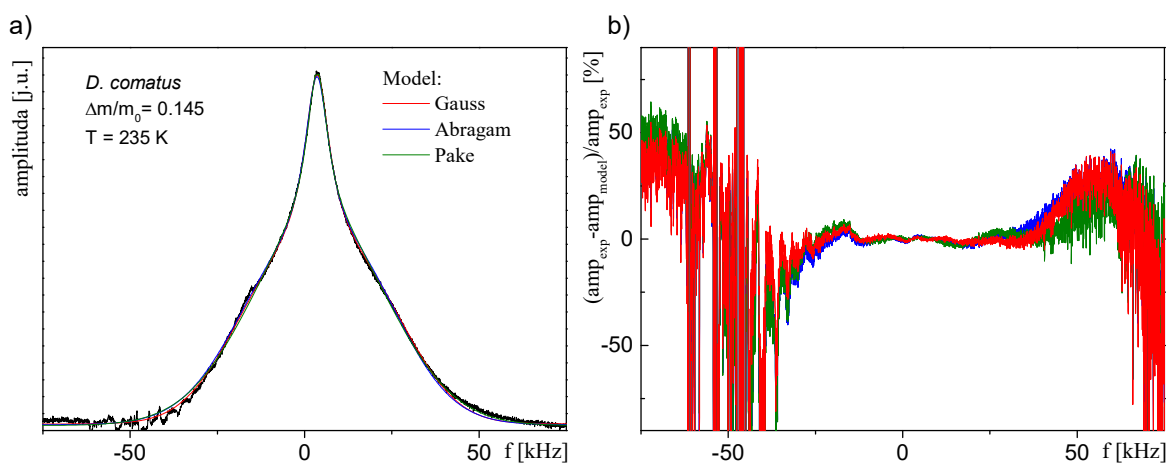 a)
amplituda [j.u.]
D. comatus
Δm/m0= 0.145
T = 235 K
Model:
Gauss
Abragam
Pake
-50
0
50
f [kHz]
b)
(ampexp-ampmodel)/ampexp [%]
50
0
-50
-50
0
50
f [kHz]